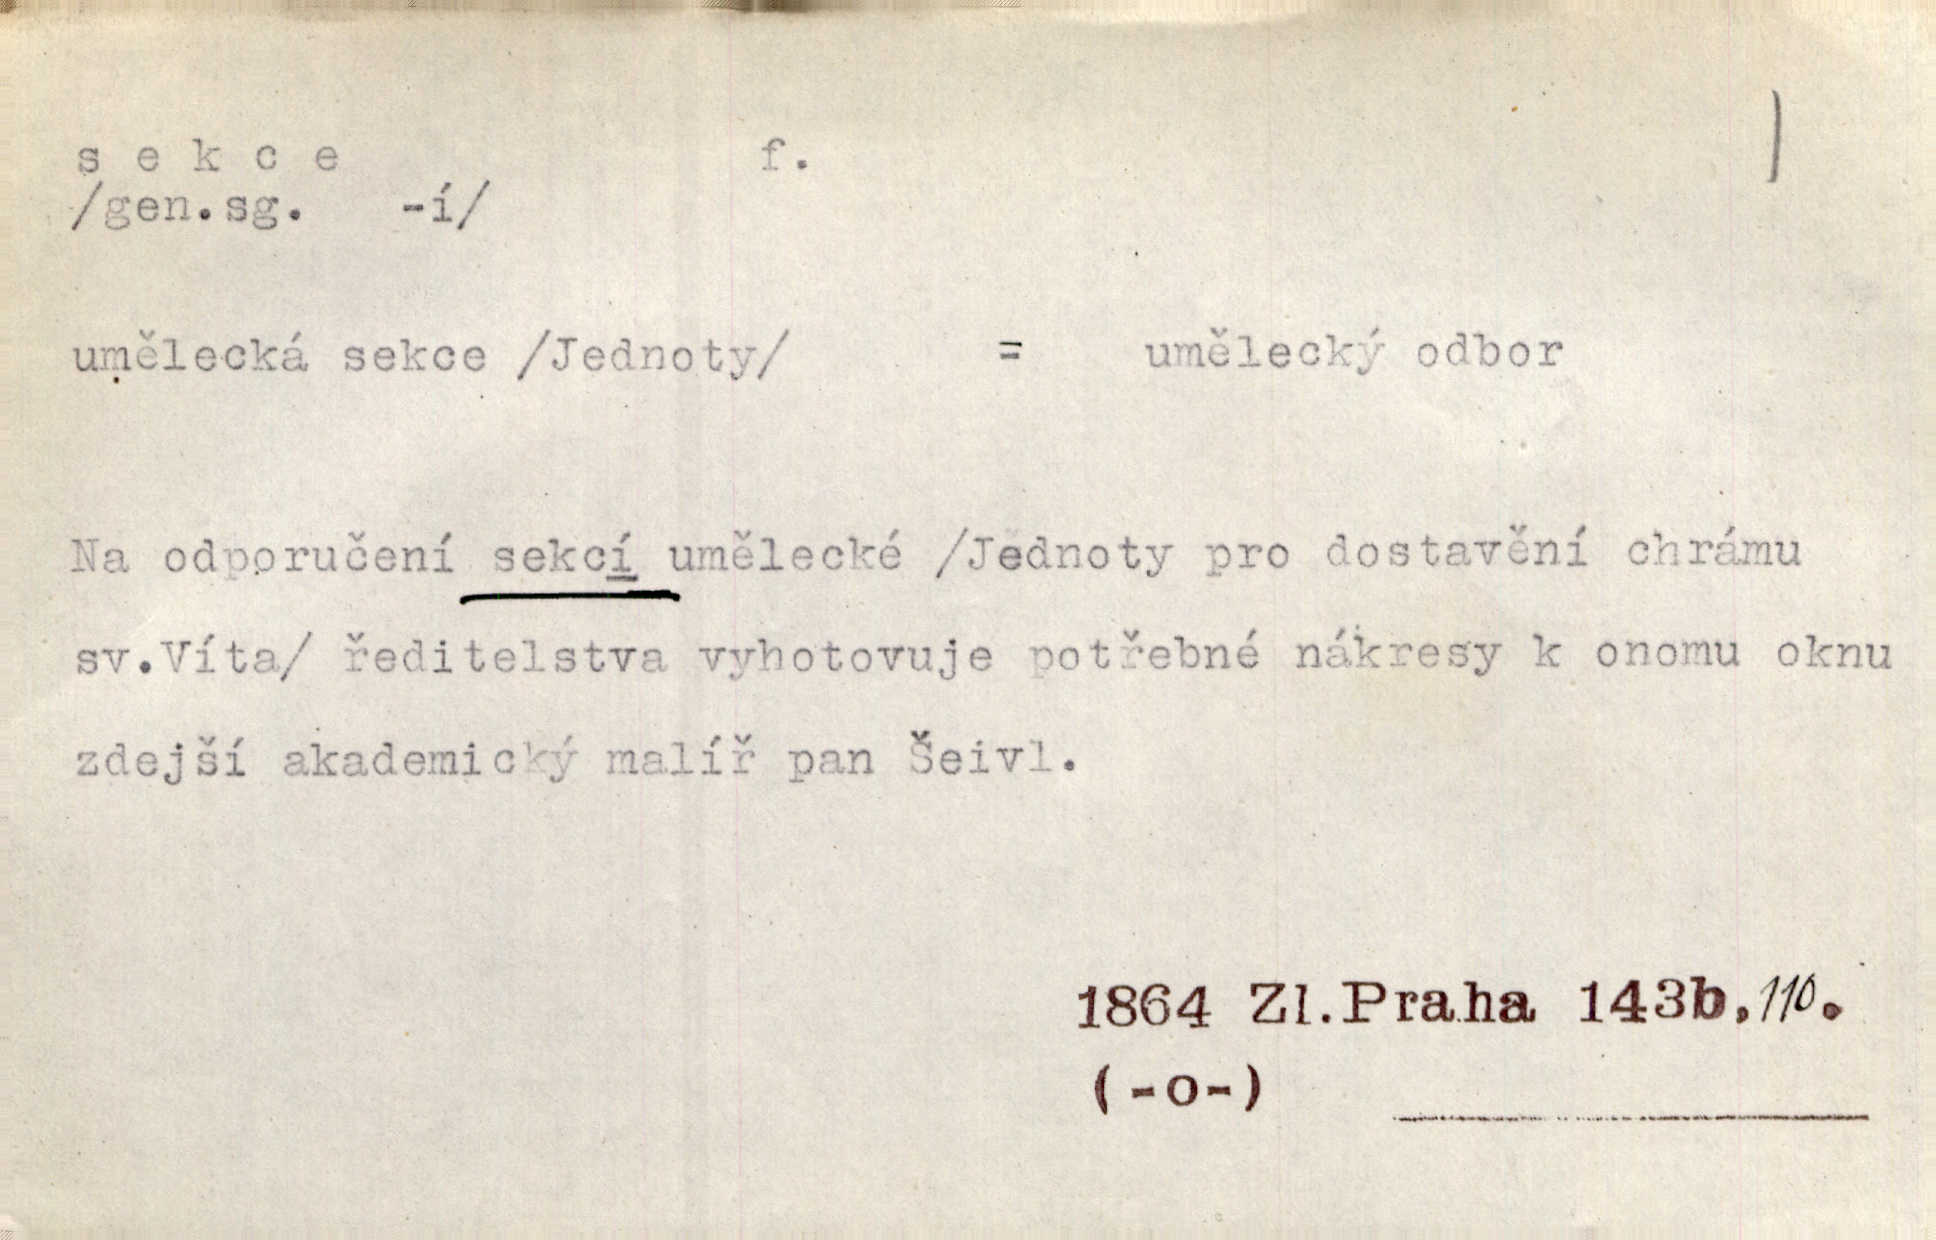 s e k c e f.
/gen.sg. -í/
umělecká sekce /Jednoty/ = umělecký odbor
Na odporučení sekcí umělecké /Jednoty pro dostavění chrámu
sv.Víta/ ředitelstva vyhotovuje potřebné nákresy k onomu oknu
zdejší akademický malíř pan Šeivl.
1864 Zl.Praha 143b.110.
(-o-)